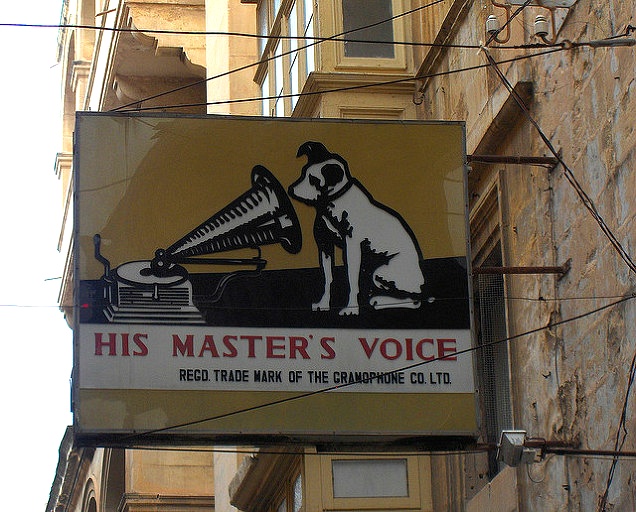 HIS MASTER'S VOICE
REGD. TRADE MARK OF THE GRAMOPHONE CO. LTD.